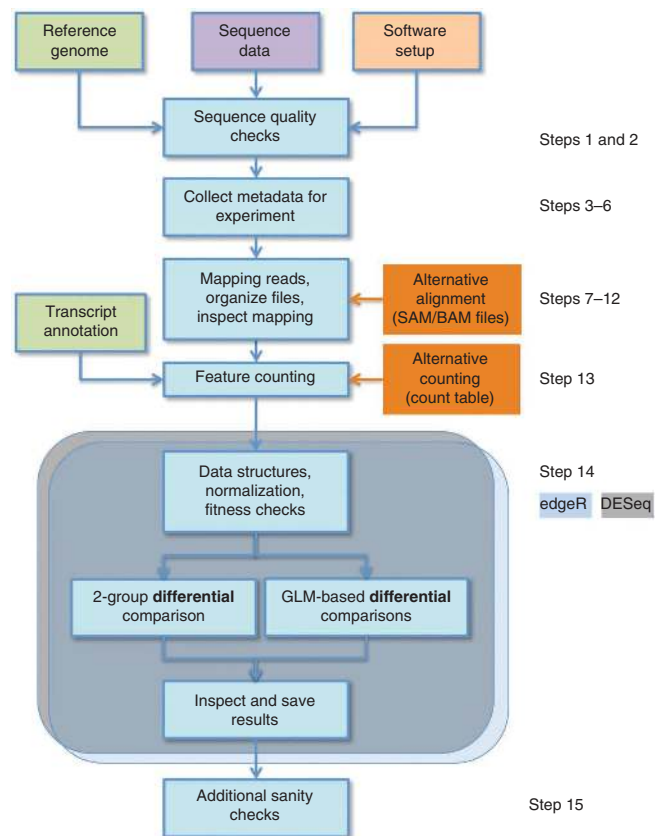 Reference
genome
Sequence
data
Software
setup
Sequence quality
checks
Steps 1 and 2
Collect metadata for
experiment
Steps 3–6
Mapping reads,
organize files,
inspect mapping
Alternative
alignment
(SAM/BAM files)
Steps 7–12
Transcript
annotation
Feature counting
Alternative
counting
(count table)
Step 13
Data structures,
normalization,
fitness checks
Step 14
edgeR
DESeq
2-group differential
comparison
GLM-based differential
comparisons
Inspect and save
results
Additional sanity
checks
Step 15